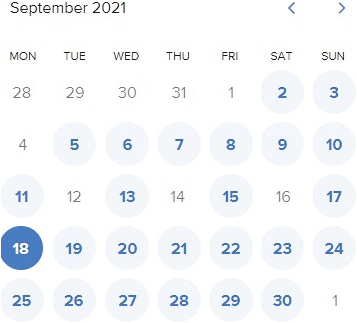 September 2021
MON TUE WED THU FRI SAT SUN
28 29 30 31 1 2 3
4 5 6 7 8 9 10
11 12 13 14 15 16 17
18 19 20 21 22 23 24
25 26 27 28 29 30 1